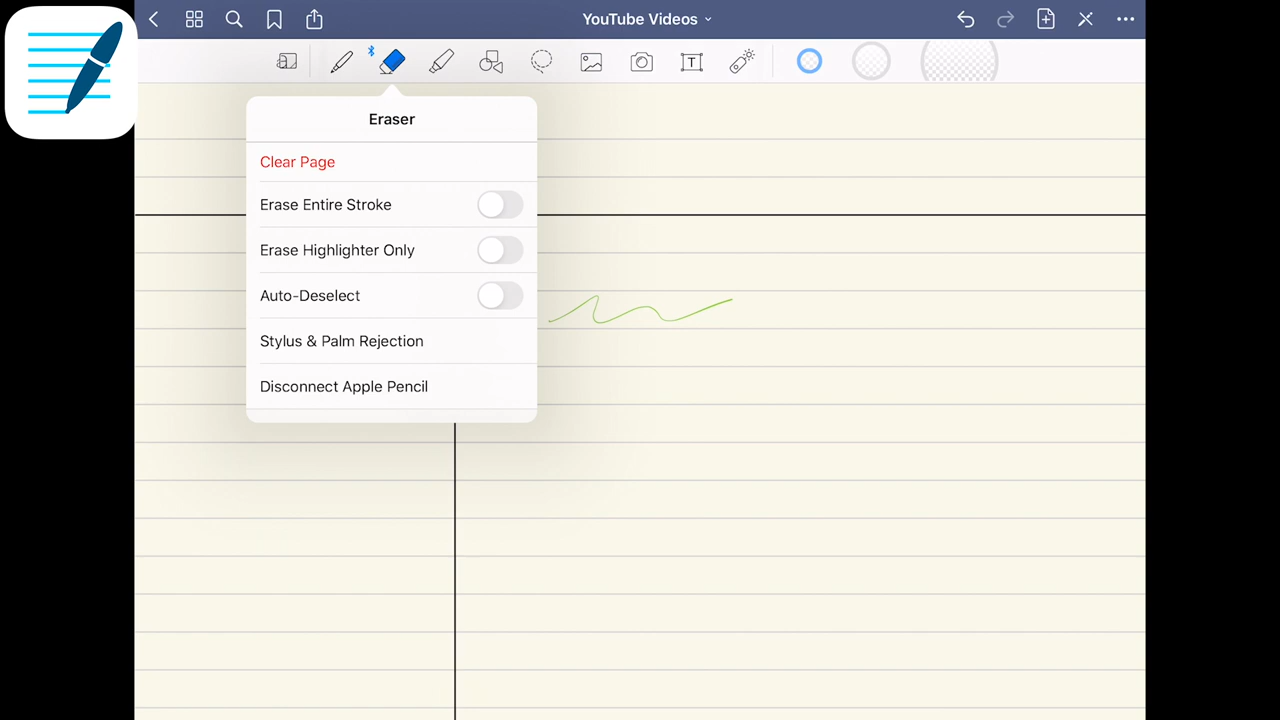 YouTube Videos
T
Eraser
Clear Page
Erase Entire Stroke
Erase Highlighter Only
Auto-Deselect
Stylus & Palm Rejection
Disconnect Apple Pencil